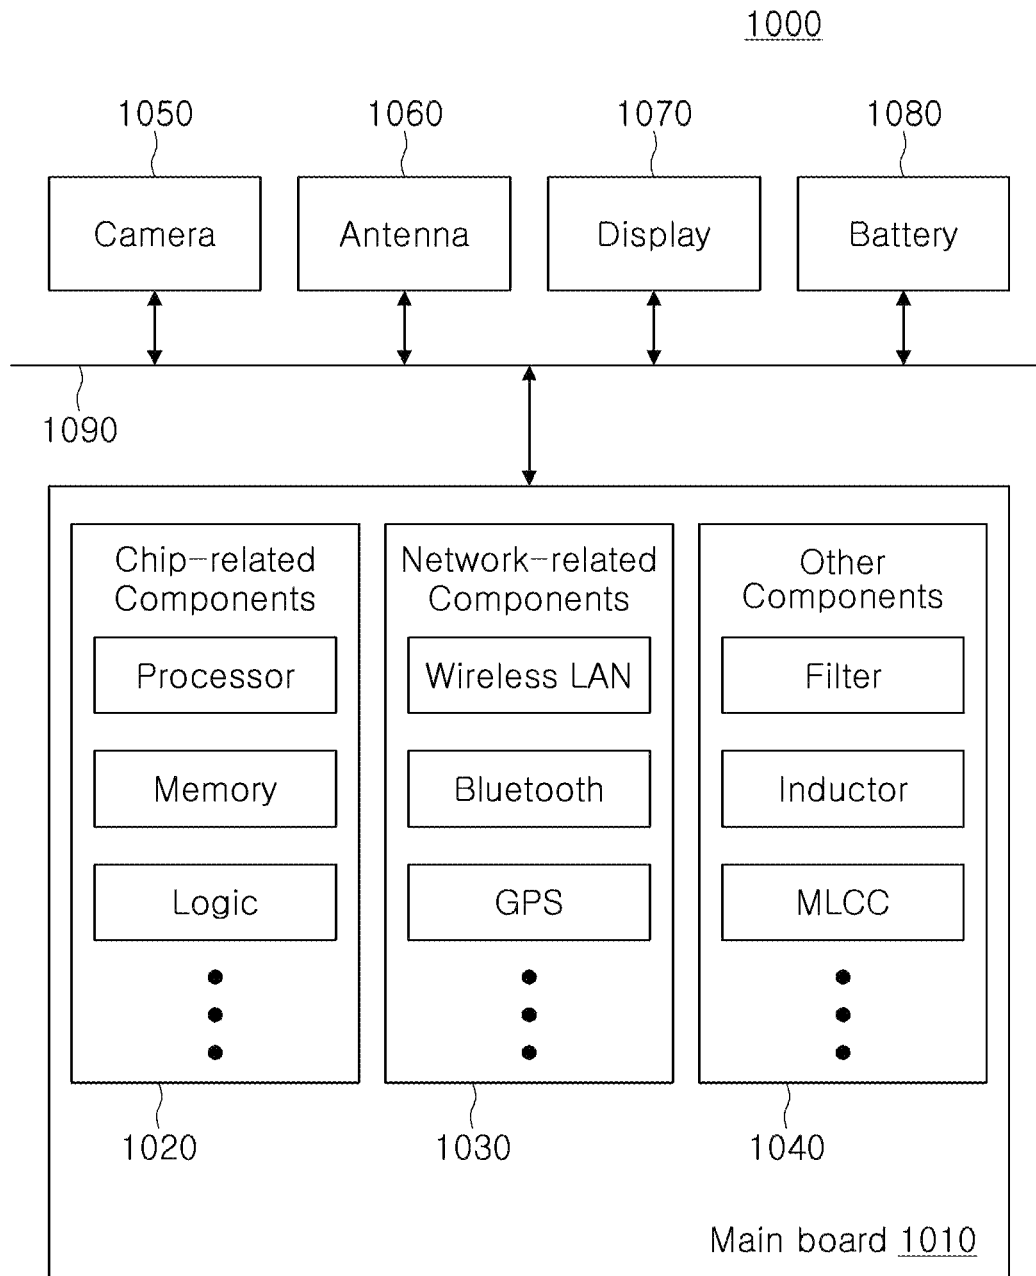 1000
1050 1060 1070 1080
Camera Antenna Display Battery
1090
Chip-related Components
Network-related Components
Other Components
Processor Wireless LAN Filter
Memory Bluetooth Inductor
Logic GPS MLCC
1020 1030 1040
Main board 1010